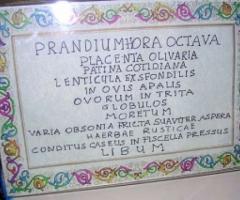 PRANDIUM HORA OCTAVA
PLACENTA OLIVARIA
PATINA COTIDIANA
LENTICULA EX SFONDILIS
IN OVIS APALIS
OVORUM IN TRITA
GLOBULOS
MORETUM
VARIA OBSONIA FRICTA SUAVITER ASPERA
HAERBAE RUSTICAE
CONDITUS CASEUS IN FISCELLA PRESSUS
LIBUM